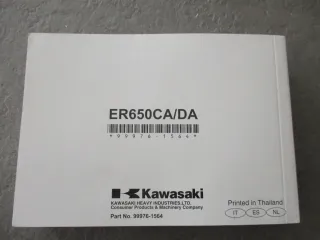 ER650CA/DA
*99976-1564*
Kawasaki
KAWASAKI HEAVY INDUSTRIES, LTD.
Consumer Products & Machinery Company
Part No. 99976-1564
Printed in Thailand
IT ES NL